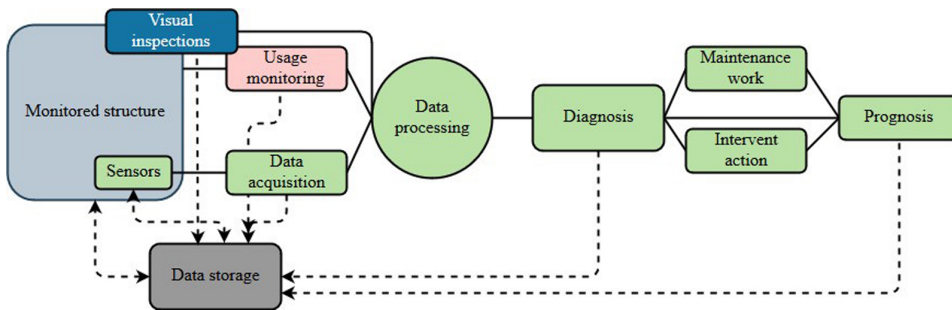 Visual
inspections
Usage
monitoring
Monitored structure
Data
processing
Maintenance
work
Diagnosis
Prognosis
Intervent
action
Sensors
Data
acquisition
Data storage